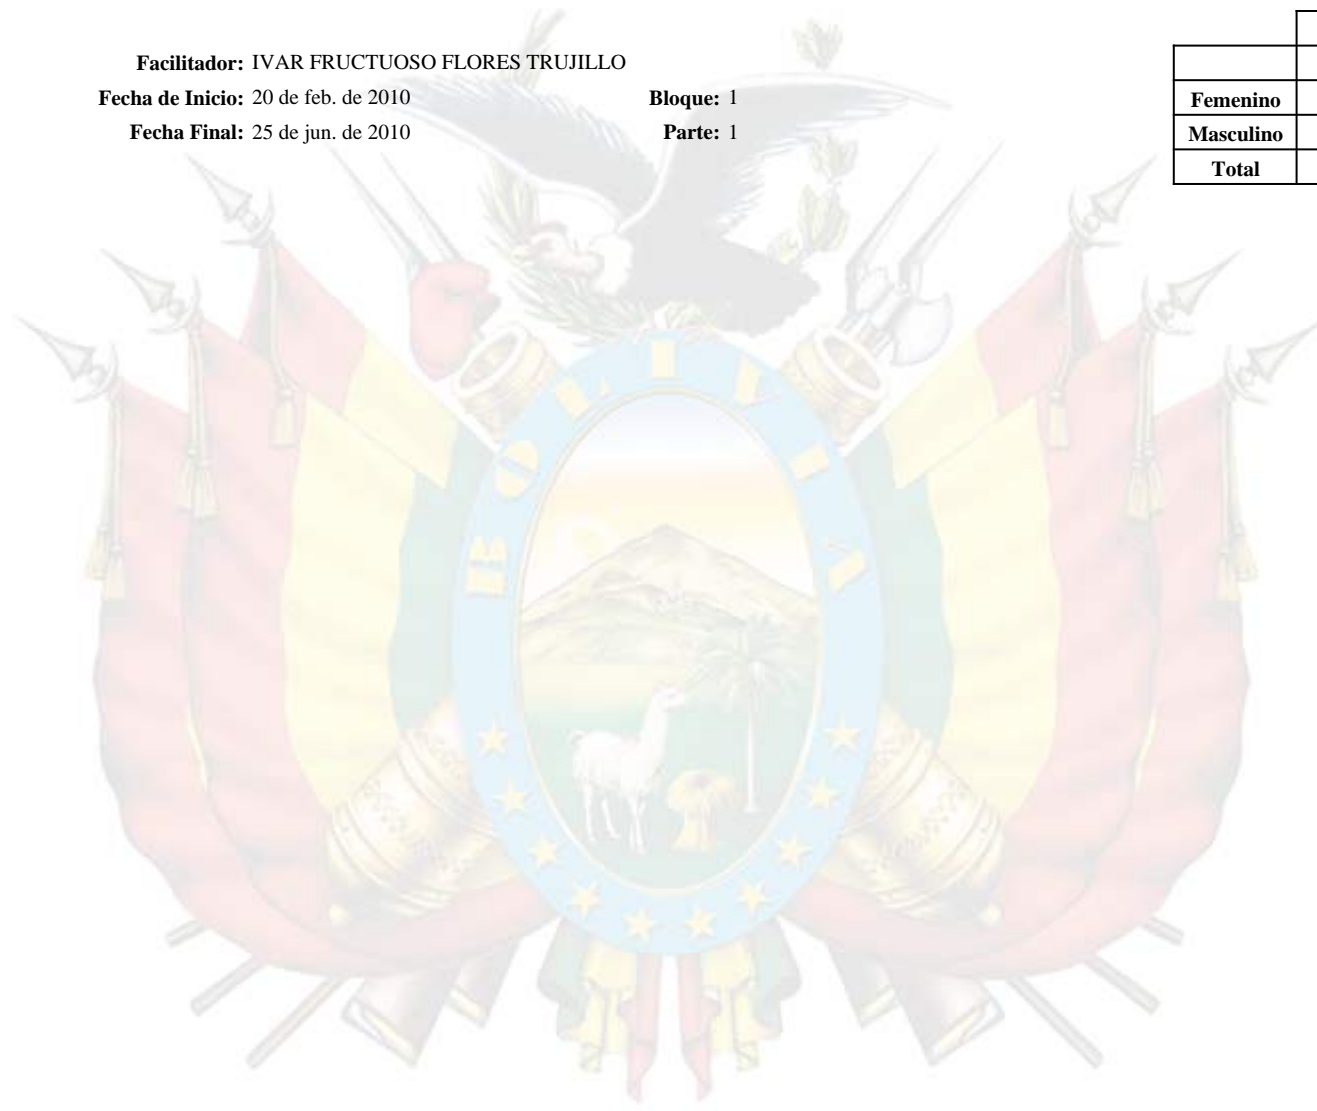 Facilitador: IVAR FRUCTUOSO FLORES TRUJILLO
Fecha de Inicio: 20 de feb. de 2010 Bloque: 1
Fecha Final: 25 de jun. de 2010 Parte: 1
Femenino
Masculino
Total
BOLIVIA